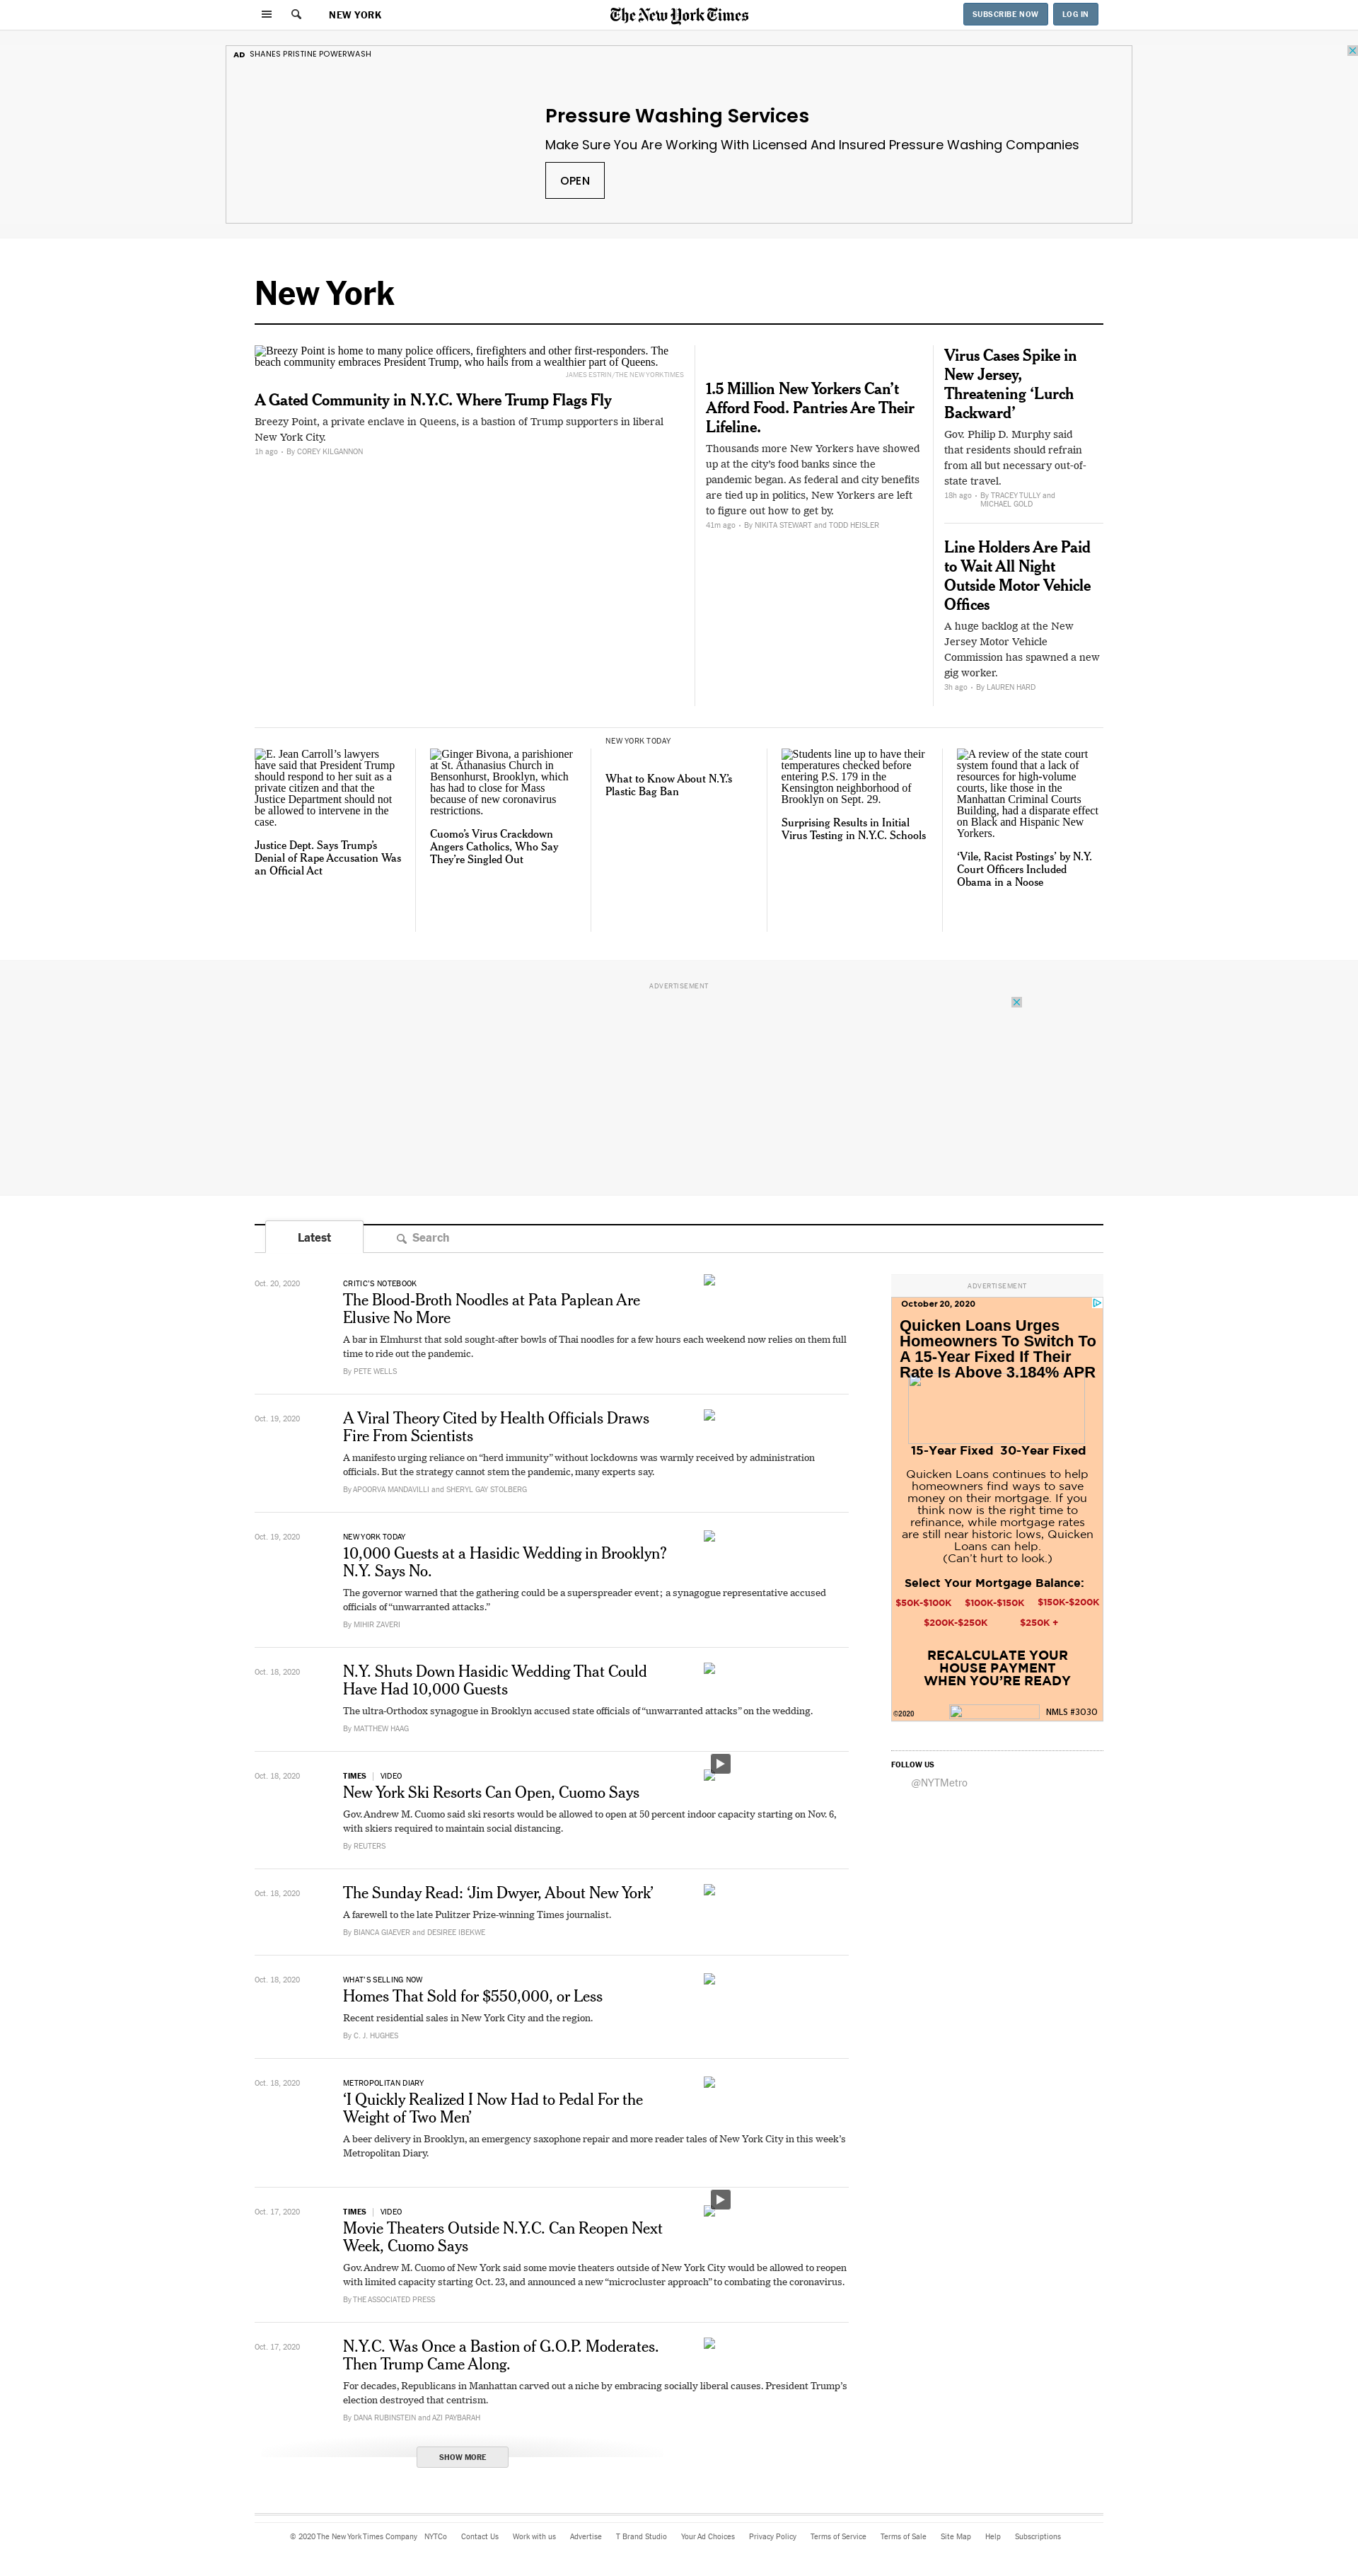 NEW YORK
The New York Times
SUBSCRIBE NOW
LOG IN
AD SHANES PRISTINE POWERWASH
Pressure Washing Services
Make Sure You Are Working With Licensed And Insured Pressure Washing Companies
OPEN
New York
Breezy Point is home to many police officers, firefighters and other first-responders. The
beach community embraces President Trump, who hails from a wealthier part of Queens.
JAMES ESTRIN/THE NEW YORK TIMES
A Gated Community in N.Y.C. Where Trump Flags Fly
Breezy Point, a private enclave in Queens, is a bastion of Trump supporters in liberal
New York City.
1h ago • By COREY KILGANNON
1.5 Million New Yorkers Can’t
Afford Food. Pantries Are Their
Lifeline.
Thousands more New Yorkers have showed
up at the city’s food banks since the
pandemic began. As federal and city benefits
are tied up in politics, New Yorkers are left
to figure out how to get by.
41m ago • By NIKITA STEWART and TODD HEISLER
Virus Cases Spike in
New Jersey,
Threatening ‘Lurch
Backward’
Gov. Philip D. Murphy said
that residents should refrain
from all but necessary out-of-
state travel.
18h ago • By TRACEY TULLY and
MICHAEL GOLD
Line Holders Are Paid
to Wait All Night
Outside Motor Vehicle
Offices
A huge backlog at the New
Jersey Motor Vehicle
Commission has spawned a new
gig worker.
3h ago • By LAUREN HARD
E. Jean Carroll’s lawyers
have said that President Trump
should respond to her suit as a
private citizen and that the
Justice Department should not
be allowed to intervene in the
case.
Justice Dept. Says Trump’s
Denial of Rape Accusation Was
an Official Act
Ginger Bivona, a parishioner
at St. Athanasius Church in
Bensonhurst, Brooklyn, which
has had to close for Mass
because of new coronavirus
restrictions.
Cuomo’s Virus Crackdown
Angers Catholics, Who Say
They’re Singled Out
NEW YORK TODAY
What to Know About N.Y.’s
Plastic Bag Ban
Students line up to have their
temperatures checked before
entering P.S. 179 in the
Kensington neighborhood of
Brooklyn on Sept. 29.
Surprising Results in Initial
Virus Testing in N.Y.C. Schools
A review of the state court
system found that a lack of
resources for high-volume
courts, like those in the
Manhattan Criminal Courts
Building, had a disparate effect
on Black and Hispanic New
Yorkers.
‘Vile, Racist Postings’ by N.Y.
Court Officers Included
Obama in a Noose
ADVERTISEMENT
Latest
Search
Oct. 20, 2020
CRITIC’S NOTEBOOK
The Blood-Broth Noodles at Pata Paplean Are
Elusive No More
A bar in Elmhurst that sold sought-after bowls of Thai noodles for a few hours each weekend now relies on them full
time to ride out the pandemic.
By PETE WELLS
Oct. 19, 2020
A Viral Theory Cited by Health Officials Draws
Fire From Scientists
A manifesto urging reliance on “herd immunity” without lockdowns was warmly received by administration
officials. But the strategy cannot stem the pandemic, many experts say.
By APOORVA MANDAVILLI and SHERYL GAY STOLBERG
Oct. 19, 2020
NEW YORK TODAY
10,000 Guests at a Hasidic Wedding in Brooklyn?
N.Y. Says No.
The governor warned that the gathering could be a superspreader event; a synagogue representative accused
officials of “unwarranted attacks.”
By MIHIR ZAVERI
Oct. 18, 2020
N.Y. Shuts Down Hasidic Wedding That Could
Have Had 10,000 Guests
The ultra-Orthodox synagogue in Brooklyn accused state officials of “unwarranted attacks” on the wedding.
By MATTHEW HAAG
Oct. 18, 2020
TIMES | VIDEO
New York Ski Resorts Can Open, Cuomo Says
Gov. Andrew M. Cuomo said ski resorts would be allowed to open at 50 percent indoor capacity starting on Nov. 6,
with skiers required to maintain social distancing.
By REUTERS
Oct. 18, 2020
The Sunday Read: ‘Jim Dwyer, About New York’
A farewell to the late Pulitzer Prize-winning Times journalist.
By BIANCA GIAEVER and DESIREE IBEKWE
Oct. 18, 2020
WHAT’S SELLING NOW
Homes That Sold for $550,000, or Less
Recent residential sales in New York City and the region.
By C. J. HUGHES
Oct. 18, 2020
METROPOLITAN DIARY
‘I Quickly Realized I Now Had to Pedal For the
Weight of Two Men’
A beer delivery in Brooklyn, an emergency saxophone repair and more reader tales of New York City in this week’s
Metropolitan Diary.
Oct. 17, 2020
TIMES | VIDEO
Movie Theaters Outside N.Y.C. Can Reopen Next
Week, Cuomo Says
Gov. Andrew M. Cuomo of New York said some movie theaters outside of New York City would be allowed to reopen
with limited capacity starting Oct. 23, and announced a new “microcluster approach” to combating the coronavirus.
By THE ASSOCIATED PRESS
Oct. 17, 2020
N.Y.C. Was Once a Bastion of G.O.P. Moderates.
Then Trump Came Along.
For decades, Republicans in Manhattan carved out a niche by embracing socially liberal causes. President Trump’s
election destroyed that centrism.
By DANA RUBINSTEIN and AZI PAYBARAH
SHOW MORE
ADVERTISEMENT
October 20, 2020
Quicken Loans Urges
Homeowners To Switch To
A 15-Year Fixed If Their
Rate Is Above 3.184% APR
15-Year Fixed 30-Year Fixed
Quicken Loans continues to help
homeowners find ways to save
money on their mortgage. If you
think now is the right time to
refinance, while mortgage rates
are still near historic lows, Quicken
Loans can help.
(Can’t hurt to look.)
Select Your Mortgage Balance:
$50K-$100K $100K-$150K $150K-$200K
$200K-$250K $250K +
RECALCULATE YOUR
HOUSE PAYMENT
WHEN YOU’RE READY
©2020
NMLS #3030
FOLLOW US
@NYTMetro
© 2020 The New York Times Company NYTCo Contact Us Work with us Advertise T Brand Studio Your Ad Choices Privacy Policy Terms of Service Terms of Sale Site Map Help Subscriptions